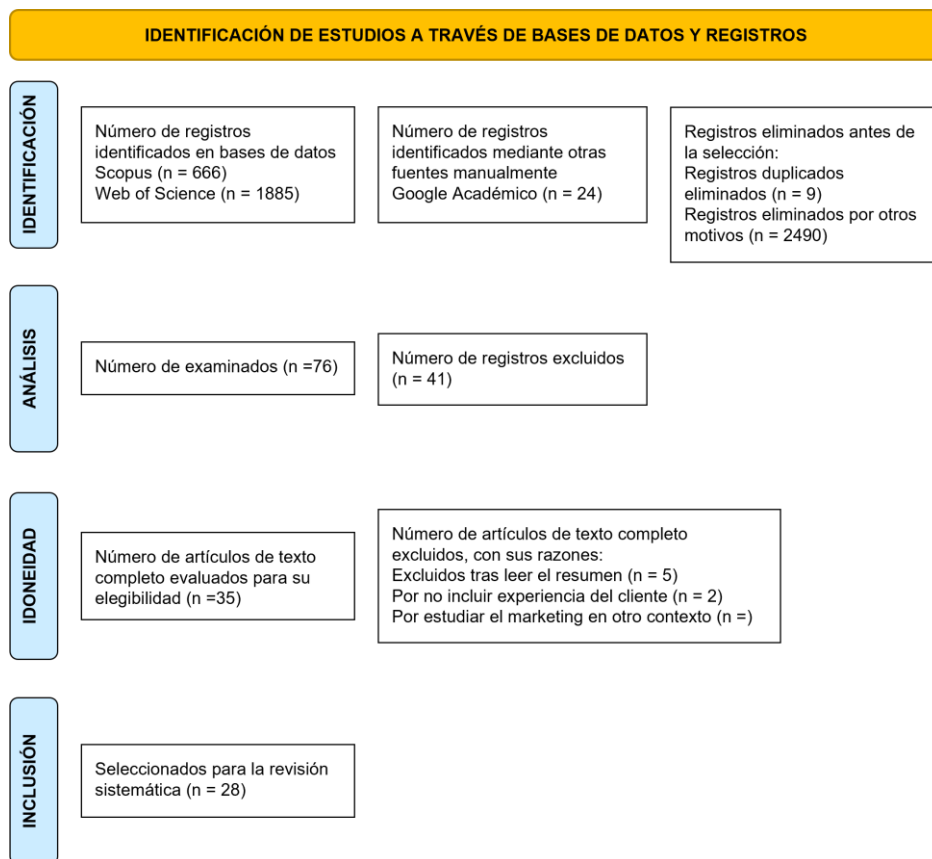 IDENTIFICACIÓN DE ESTUDIOS A TRAVÉS DE BASES DE DATOS Y REGISTROS
IDENTIFICACIÓN
Número de registros
identificados en bases de datos
Scopus (n = 666)
Web of Science (n = 1885)
Número de registros
identificados mediante otras
fuentes manualmente
Google Académico (n = 24)
Registros eliminados antes de
la selección:
Registros duplicados
eliminados (n = 9)
Registros eliminados por otros
motivos (n = 2490)
ANÁLISIS
Número de examinados (n =76)
Número de registros excluidos
(n = 41)
IDONEIDAD
Número de artículos de texto
completo evaluados para su
elegibilidad (n =35)
Número de artículos de texto completo
excluidos, con sus razones:
Excluidos tras leer el resumen (n = 5)
Por no incluir experiencia del cliente (n = 2)
Por estudiar el marketing en otro contexto (n =)
INCLUSIÓN
Seleccionados para la revisión
sistemática (n = 28)